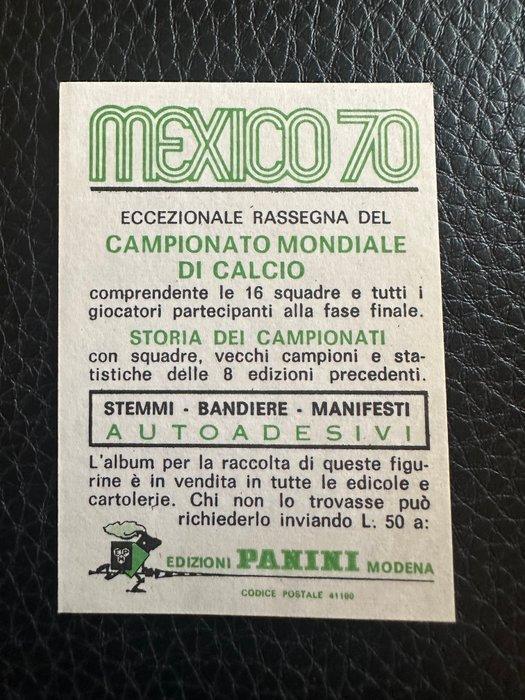 MEXICO 70
ECCEZIONALE RASSEGNA DEL
CAMPIONATO MONDIALE
DI CALCIO
comprendente le 16 squadre e tutti i
giocatori partecipanti alla fase finale.
STORIA DEI CAMPIONATI
con squadre, vecchi campioni e sta-
tistiche delle 8 edizioni precedenti.
STEMMI - BANDIERE - MANIFESTI
AUTOADESIVI
L'album per la raccolta di queste figu-
rine è in vendita in tutte le edicole e
cartolerie. Chi non lo trovasse può
richiederlo inviando L. 50 a:
EDIZIONI PANINI MODENA
CODICE POSTALE 41100